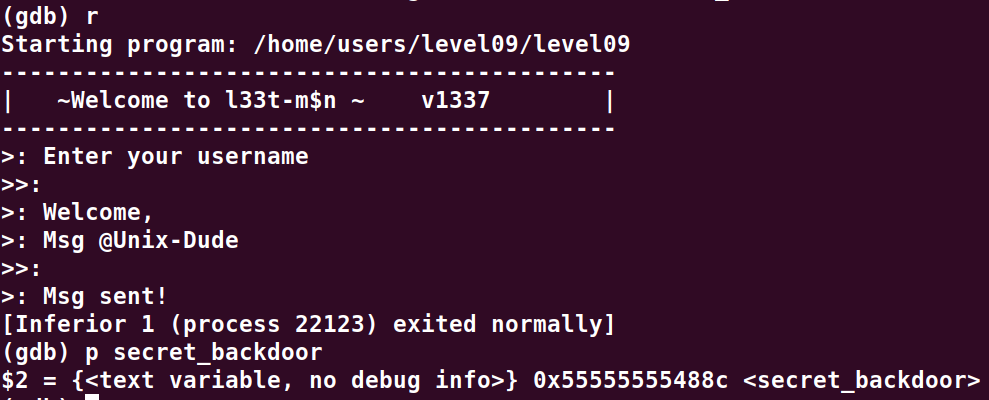 (gdb) r
Starting program: /home/users/level09/level09
--------------------------------------------
|   ~Welcome to l33t-m$n ~    v1337        |
--------------------------------------------
>: Enter your username
>>:
>: Welcome,
>: Msg @Unix-Dude
>>:
>: Msg sent!
[Inferior 1 (process 22123) exited normally]
(gdb) p secret_backdoor
$2 = {<text variable, no debug info>} 0x55555555488c <secret_backdoor>